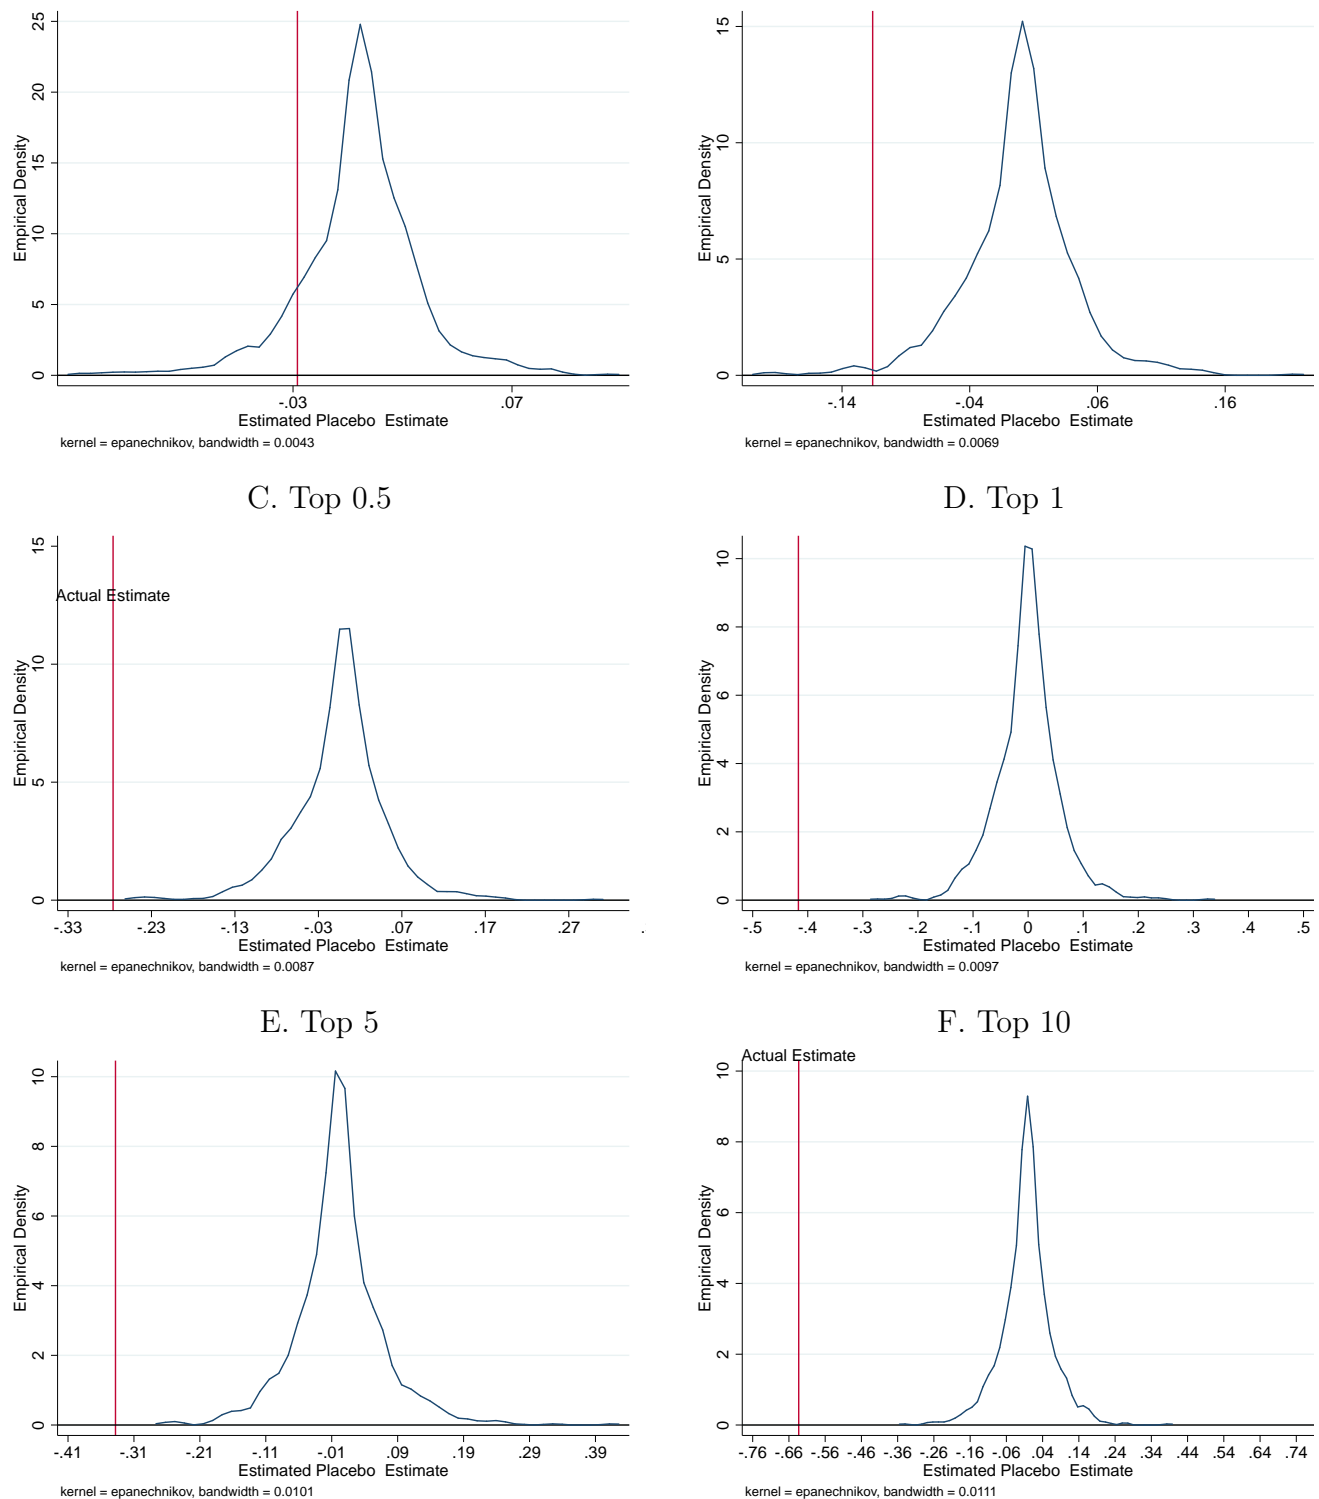 Empirical Density
0 5 10 15 20 25
-.03 .07
Estimated Placebo Estimate
kernel = epanechnikov, bandwidth = 0.0043
Empirical Density
0 5 10 15
-.14 -.04 .06 .16
Estimated Placebo Estimate
kernel = epanechnikov, bandwidth = 0.0069
C. Top 0.5
Actual Estimate
Empirical Density
0 5 10 15
-.33 -.23 -.13 -.03 .07 .17 .27 .
Estimated Placebo Estimate
kernel = epanechnikov, bandwidth = 0.0087
D. Top 1
Empirical Density
0 2 4 6 8 10
-.5 -.4 -.3 -.2 -.1 0 .1 .2 .3 .4 .5
Estimated Placebo Estimate
kernel = epanechnikov, bandwidth = 0.0097
E. Top 5
Empirical Density
0 2 4 6 8 10
-.41 -.31 -.21 -.11 -.01 .09 .19 .29 .39
Estimated Placebo Estimate
kernel = epanechnikov, bandwidth = 0.0101
F. Top 10
Actual Estimate
Empirical Density
0 2 4 6 8 10
-.76 -.66 -.56 -.46 -.36 -.26 -.16 -.06 .04 .14 .24 .34 .44 .54 .64 .74
Estimated Placebo Estimate
kernel = epanechnikov, bandwidth = 0.0111